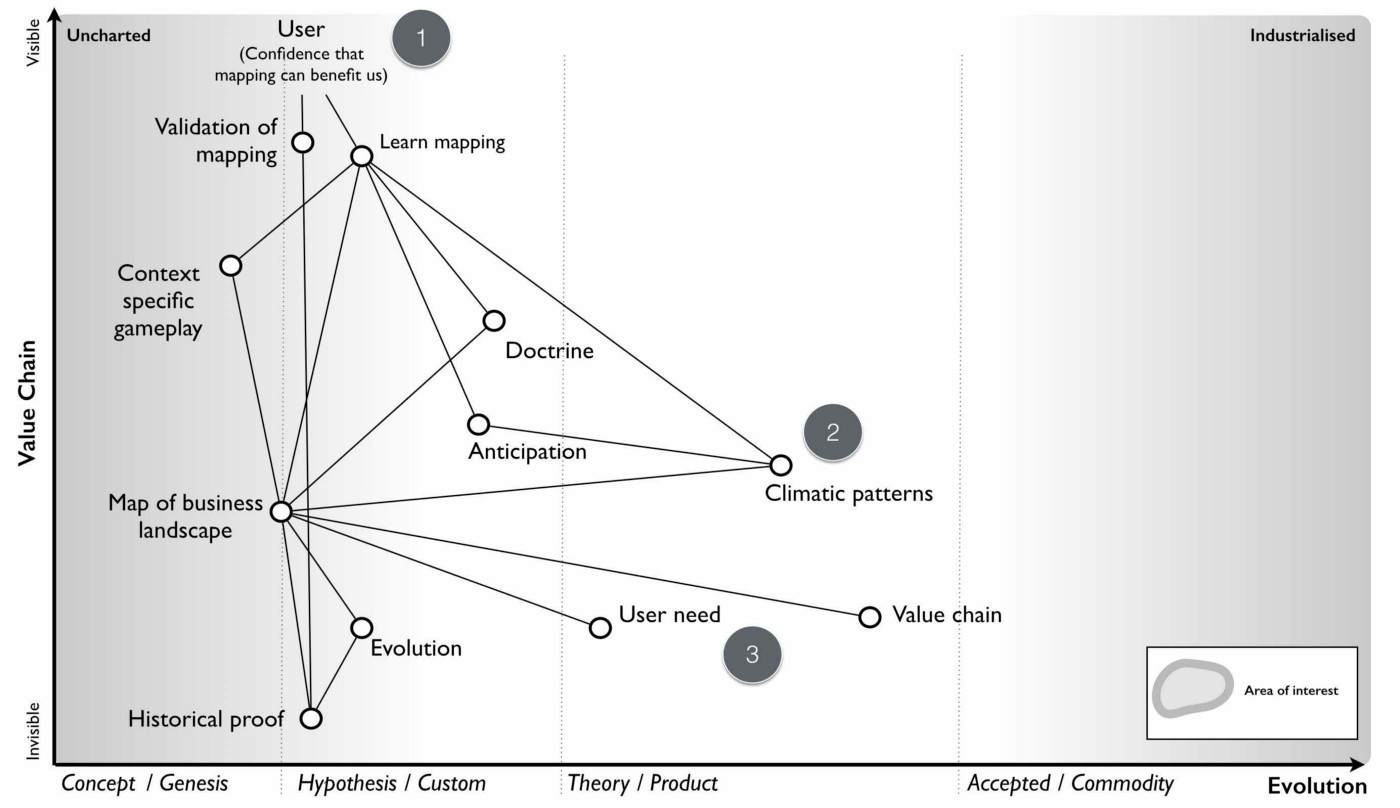 Visible
Uncharted
User
(Confidence that
mapping can benefit us)
1
Industrialised
Validation of
mapping
Learn mapping
Context
specific
gameplay
Doctrine
Value Chain
2
Anticipation
Climatic patterns
Map of business
landscape
User need
Value chain
3
Evolution
Area of interest
Historical proof
Invisible
Concept / Genesis
Hypothesis / Custom
Theory / Product
Accepted / Commodity
Evolution